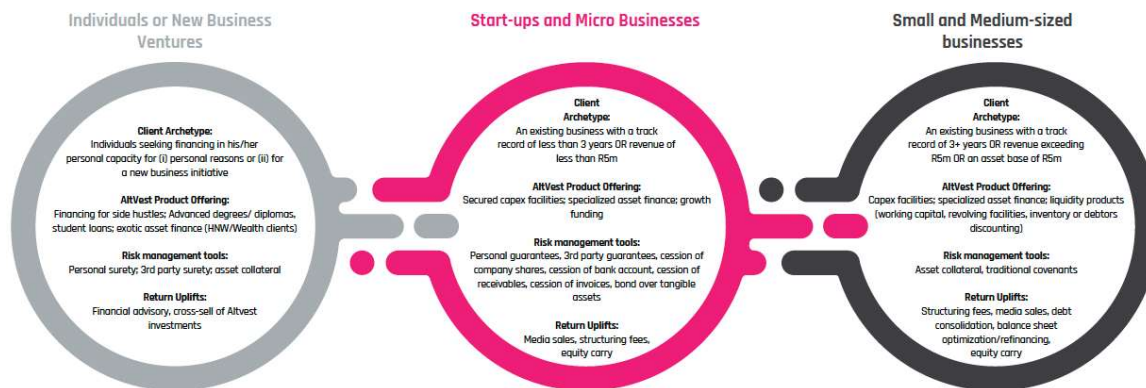 Individuals or New Business
Ventures
Client Archetype:
Individuals seeking financing in his/her
personal capacity for (i) personal reasons or (ii) for
a new business initiative
AltVest Product Offering:
Financing for side hustles; Advanced degrees/ diplomas,
student loans; exotic asset finance (HNW/Wealth clients)
Risk management tools:
Personal surety; 3rd party surety; asset collateral
Return Uplifts:
Financial advisory, cross-sell of Altvest
investments
Start-ups and Micro Businesses
Client
Archetype:
An existing business with a track
record of less than 3 years OR revenue of
less than R5m
AltVest Product Offering:
Secured capex facilities; specialized asset finance; growth
funding
Risk management tools:
Personal guarantees, 3rd party guarantees, cession of
company shares, cession of bank account, cession of
receivables, cession of invoices, bond over tangible
assets
Return Uplifts:
Media sales, structuring fees,
equity carry
Small and Medium-sized
businesses
Client
Archetype:
An existing business with a track
record of 3+ years OR revenue exceeding
R5m OR an asset base of R5m
AltVest Product Offering:
Capex facilities; specialized asset finance; liquidity products
(working capital, revolving facilities, inventory or debtors
discounting)
Risk management tools:
Asset collateral, traditional covenants
Return Uplifts:
Structuring fees, media sales, debt
consolidation, balance sheet
optimization/refinancing,
equity carry